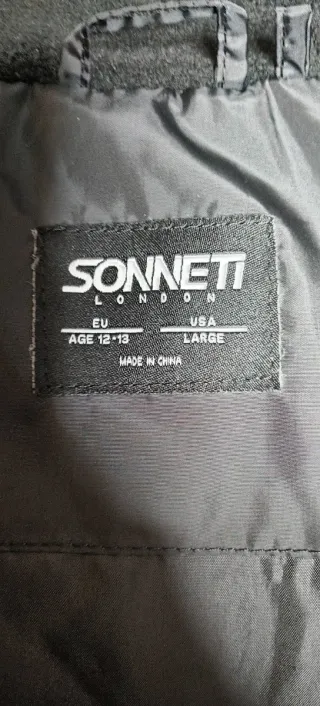 SONNETI
LONDON
EU USA
AGE 12-13 LARGE
MADE IN CHINA